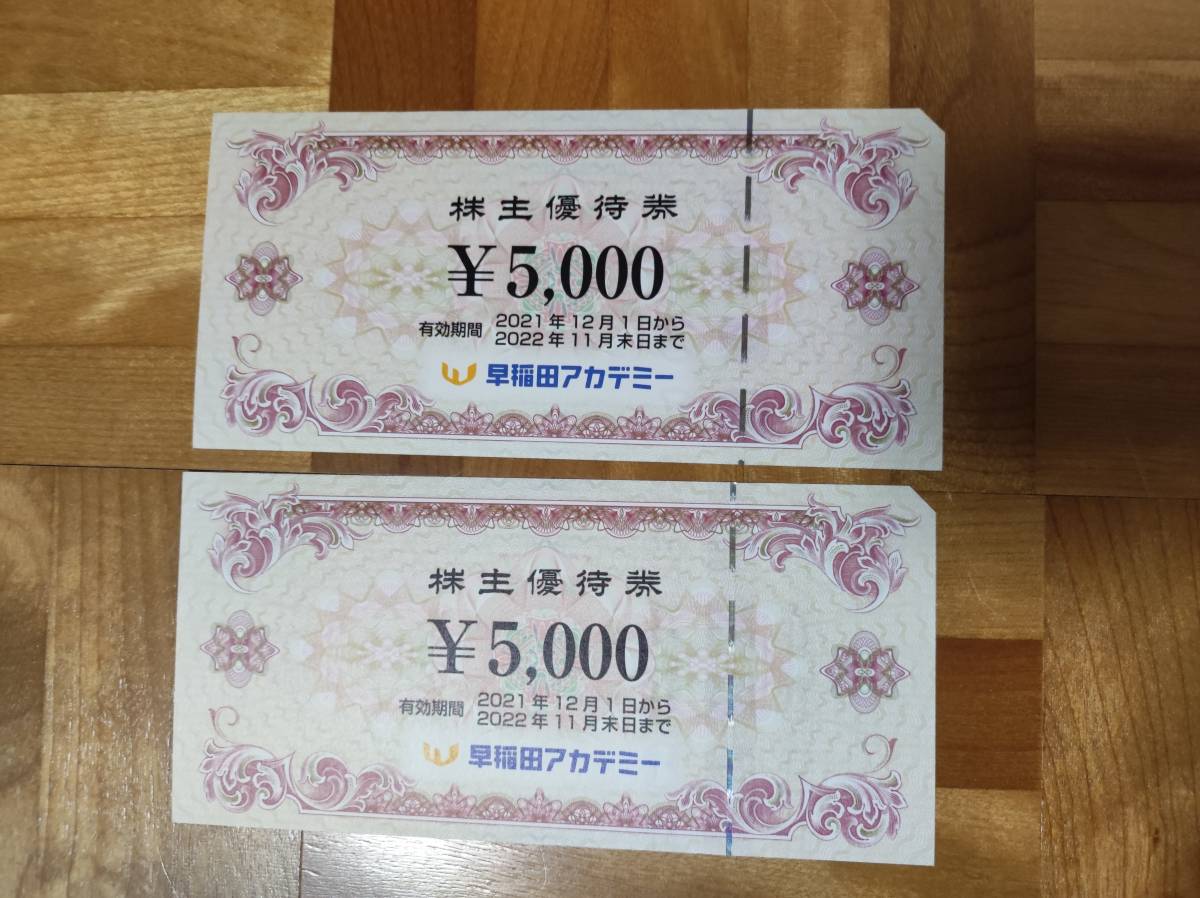 株主優待券
¥5,000
有効期間 2021年12月1日から
2022年11月末日まで
早稲田アカデミー
株主優待券
¥5,000
有効期間 2021年12月1日から
2022年11月末日まで
早稲田アカデミー